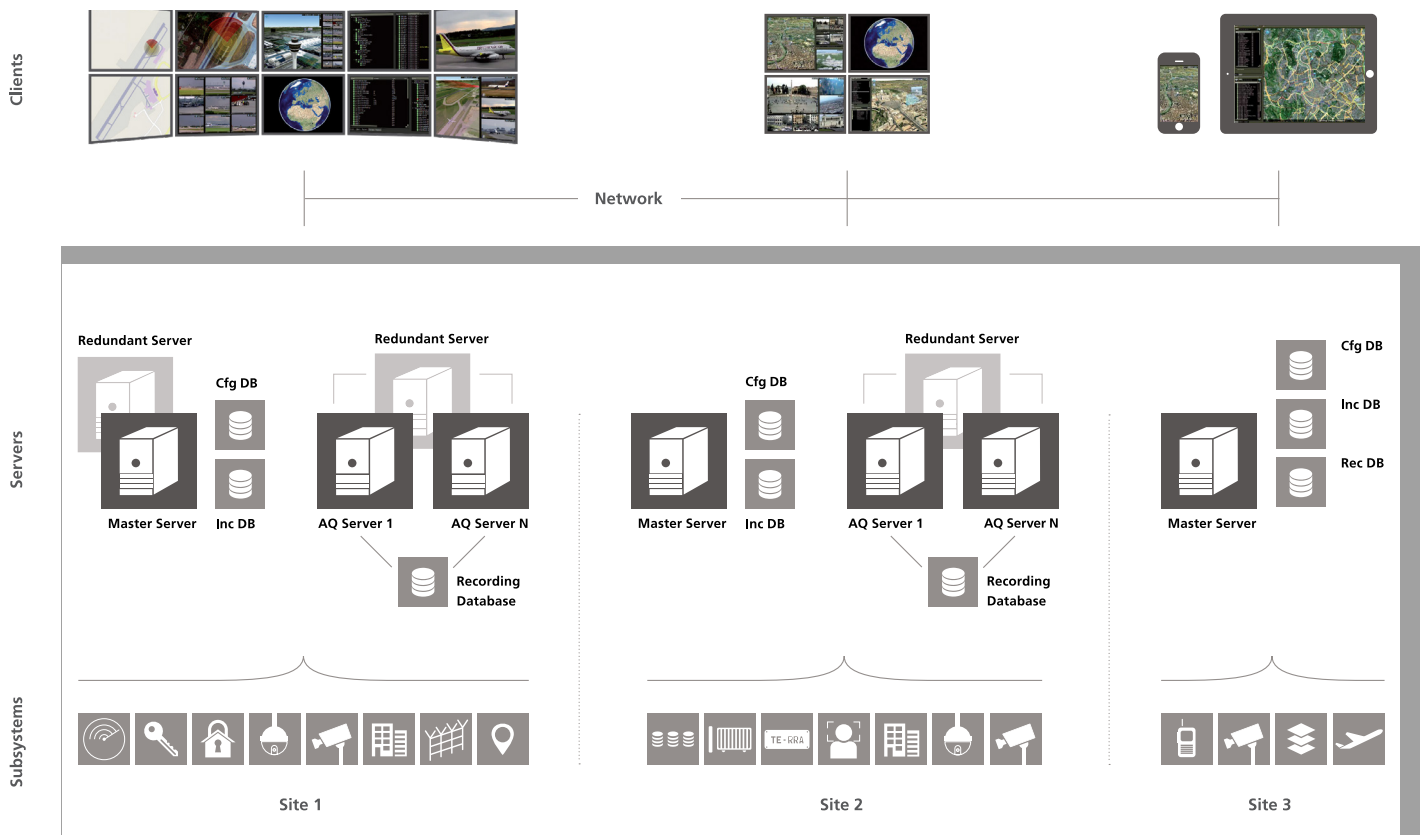 Clients
Network
Servers
Redundant Server
Cfg DB
Master Server
Inc DB
Redundant Server
AQ Server 1
AQ Server N
Recording
Database
Cfg DB
Master Server
Inc DB
Redundant Server
AQ Server 1
AQ Server N
Recording
Database
Cfg DB
Inc DB
Rec DB
Master Server
Subsystems
TE-RRA
Site 1
Site 2
Site 3